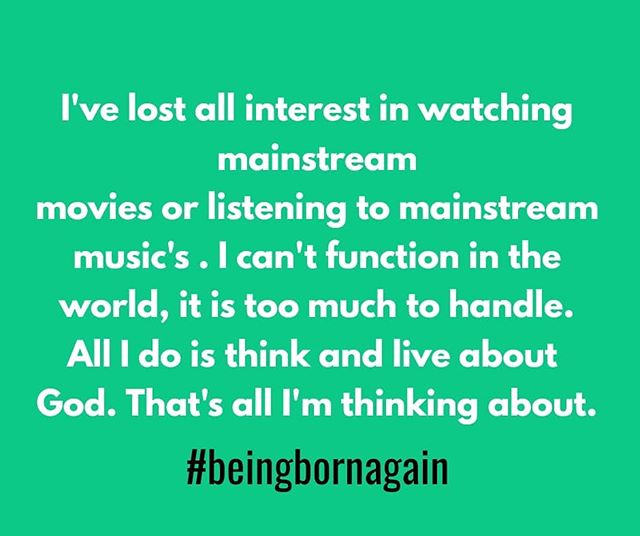 I've lost all interest in watching
mainstream
movies or listening to mainstream
music's . I can't function in the
world, it is too much to handle.
All I do is think and live about
God. That's all I'm thinking about.
#beingbornagain